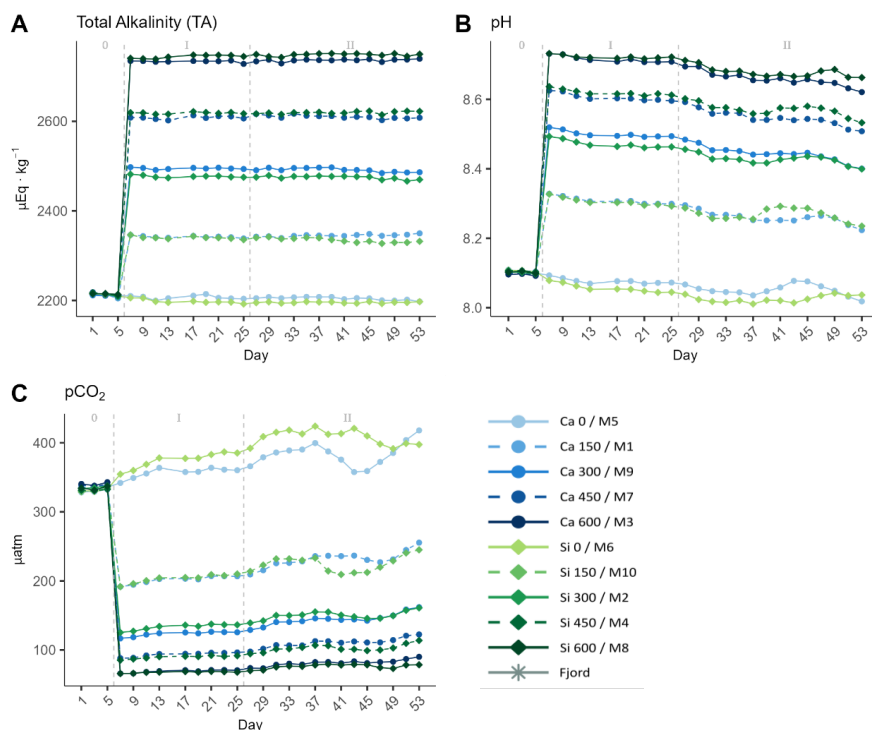 A Total Alkalinity (TA)
0 I II
µEq · kg⁻¹
2600
2400
2200
1 5 9 13 17 21 25 29 33 37 41 45 49 53
Day
B pH
0 I II
8.6
8.4
8.2
8.0
1 5 9 13 17 21 25 29 33 37 41 45 49 53
Day
C pCO₂
0 I II
µatm
400
300
200
100
1 5 9 13 17 21 25 29 33 37 41 45 49 53
Day
Ca 0 / M5
Ca 150 / M1
Ca 300 / M9
Ca 450 / M7
Ca 600 / M3
Si 0 / M6
Si 150 / M10
Si 300 / M2
Si 450 / M4
Si 600 / M8
Fjord